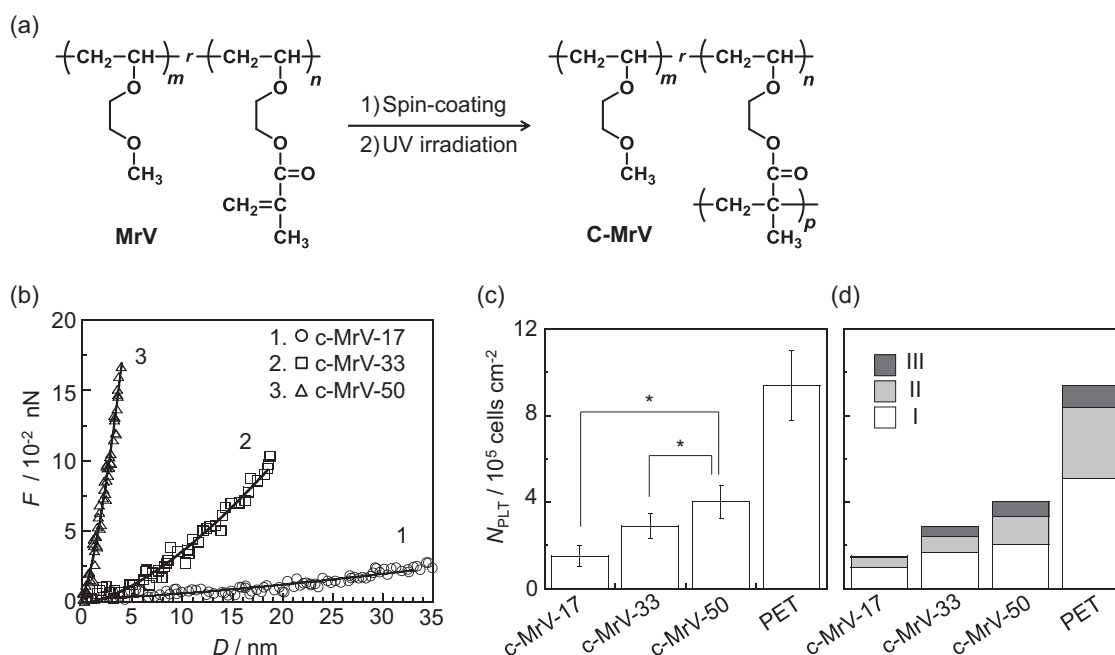 (a)
CH₂ CH m r CH₂ CH n
O O
O O
CH₃ C=O
CH₂=C
CH₃
MrV
1) Spin-coating
2) UV irradiation
CH₂ CH m r CH₂ CH n
O O
O O
CH₃ C=O
CH₂ C p
CH₃
C-MrV
(b)
20
15
10
5
0
F / 10⁻² nN
0 5 10 15 20 25 30 35
D / nm
1. c-MrV-17
2. c-MrV-33
3. c-MrV-50
3
2
1
(c)
12
8
4
0
N_PLT / 10⁵ cells cm⁻²
*
*
c-MrV-17
c-MrV-33
c-MrV-50
PET
(d)
III
II
I
c-MrV-17
c-MrV-33
c-MrV-50
PET